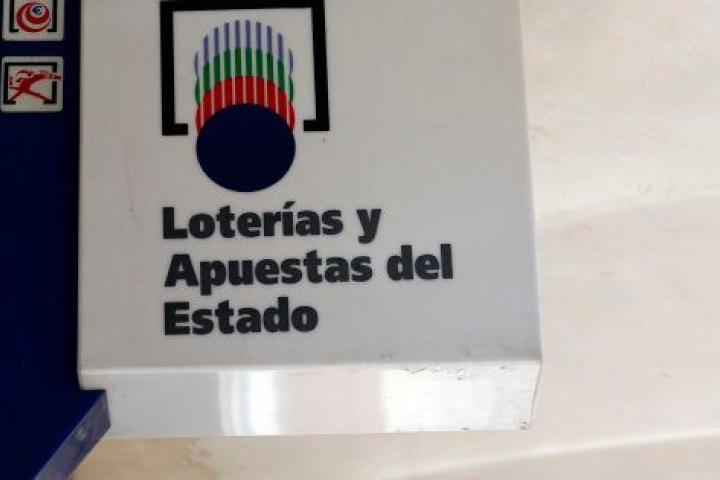 Loterías y
Apuestas del
Estado